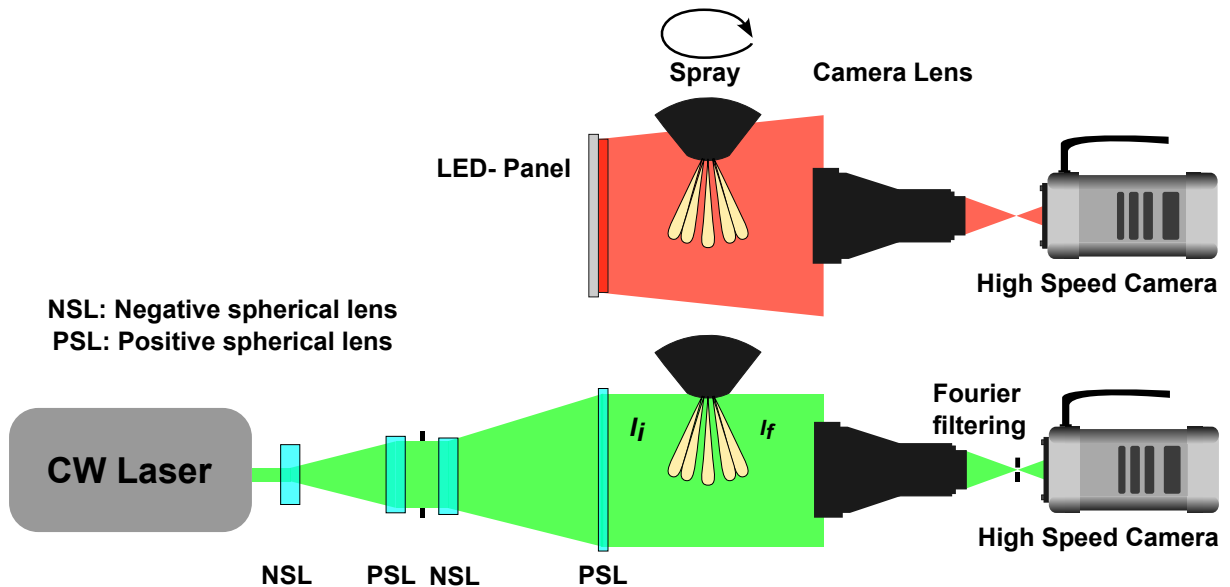 Spray
Camera Lens
LED- Panel
High Speed Camera
NSL: Negative spherical lens
PSL: Positive spherical lens
CW Laser
Ii
If
Fourier
filtering
High Speed Camera
NSL
PSL
NSL
PSL